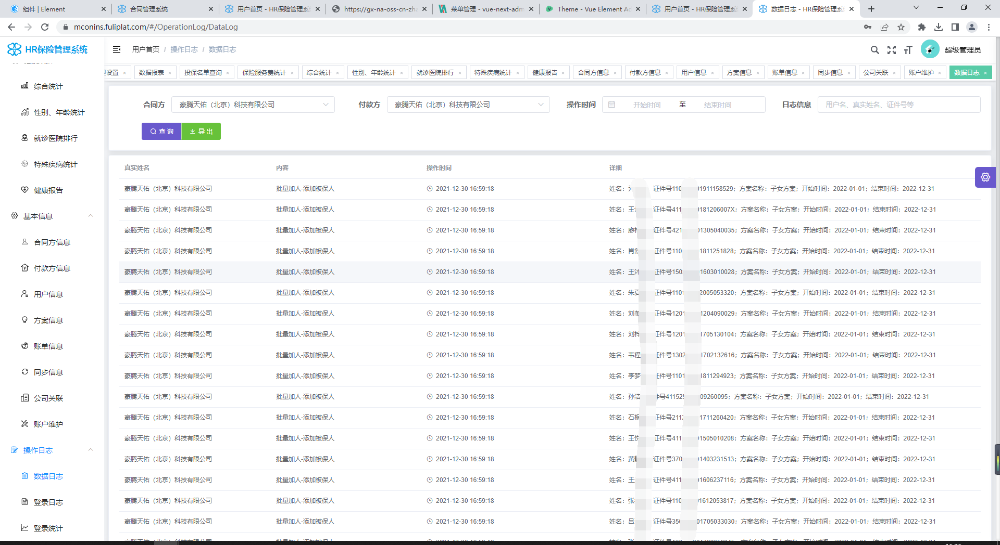 组件 | Element
合同管理系统
用户首页 - HR保险管理系
https://gx-na-oss-cn-zha
菜单管理 - vue-next-adm
Theme - Vue Element Ad
用户首页 - HR保险管理系
数据日志 - HR保险管理系
mconins.fuliplat.com/#/OperationLog/DataLog
HR保险管理系统
用户首页 / 操作日志 / 数据日志
超级管理员
设置 × 数据报表 × 投保名单查询 × 保险服务费统计 × 综合统计 × 性别、年龄统计 × 就诊医院排行 × 特殊疾病统计 × 健康报告 × 合同方信息 × 付款方信息 × 用户信息 × 方案信息 × 账单信息 × 同步信息 × 公司关联 × 账户维护 × 数据日志 ×
综合统计
性别、年龄统计
就诊医院排行
特殊疾病统计
健康报告
基本信息
合同方信息
付款方信息
用户信息
方案信息
账单信息
同步信息
公司关联
账户维护
操作日志
数据日志
登录日志
登录统计
合同方 豪腾天佑（北京）科技有限公司 付款方 豪腾天佑（北京）科技有限公司 操作时间 开始时间 至 结束时间 日志信息 用户名、真实姓名、证件号等
查 询 导 出
真实姓名 内容 操作时间 详细
豪腾天佑（北京）科技有限公司 批量加人-添加被保人 2021-12-30 16:59:18 姓名： 证件号110 01911158529；方案名称：子女方案；开始时间：2022-01-01；结束时间：2022-12-31
豪腾天佑（北京）科技有限公司 批量加人-添加被保人 2021-12-30 16:59:18 姓名：王 证件号411 0181206007X；方案名称：子女方案；开始时间：2022-01-01；结束时间：2022-12-31
豪腾天佑（北京）科技有限公司 批量加人-添加被保人 2021-12-30 16:59:18 姓名：廖 证件号421 01305040035；方案名称：子女方案；开始时间：2022-01-01；结束时间：2022-12-31
豪腾天佑（北京）科技有限公司 批量加人-添加被保人 2021-12-30 16:59:18 姓名：肖 证件号110 01811251828；方案名称：子女方案；开始时间：2022-01-01；结束时间：2022-12-31
豪腾天佑（北京）科技有限公司 批量加人-添加被保人 2021-12-30 16:59:18 姓名：王沐 证件号150 1603010028；方案名称：子女方案；开始时间：2022-01-01；结束时间：2022-12-31
豪腾天佑（北京）科技有限公司 批量加人-添加被保人 2021-12-30 16:59:18 姓名：朱夏 证件号110 2005053320；方案名称：子女方案；开始时间：2022-01-01；结束时间：2022-12-31
豪腾天佑（北京）科技有限公司 批量加人-添加被保人 2021-12-30 16:59:18 姓名：刘美 证件号1201 1204090029；方案名称：子女方案；开始时间：2022-01-01；结束时间：2022-12-31
豪腾天佑（北京）科技有限公司 批量加人-添加被保人 2021-12-30 16:59:18 姓名：刘梓 证件号1201 1705130104；方案名称：子女方案；开始时间：2022-01-01；结束时间：2022-12-31
豪腾天佑（北京）科技有限公司 批量加人-添加被保人 2021-12-30 16:59:18 姓名：韦程 证件号1302 1702132616；方案名称：子女方案；开始时间：2022-01-01；结束时间：2022-12-31
豪腾天佑（北京）科技有限公司 批量加人-添加被保人 2021-12-30 16:59:18 姓名：李梦 证件号1101 1811294923；方案名称：子女方案；开始时间：2022-01-01；结束时间：2022-12-31
豪腾天佑（北京）科技有限公司 批量加人-添加被保人 2021-12-30 16:59:18 姓名：孙浩 件号41152 09260095；方案名称：子女方案；开始时间：2022-01-01；结束时间：2022-12-31
豪腾天佑（北京）科技有限公司 批量加人-添加被保人 2021-12-30 16:59:18 姓名：石 证件号211 1711260420；方案名称：子女方案；开始时间：2022-01-01；结束时间：2022-12-31
豪腾天佑（北京）科技有限公司 批量加人-添加被保人 2021-12-30 16:59:18 姓名：王悦 证件号411 01505010208；方案名称：子女方案；开始时间：2022-01-01；结束时间：2022-12-31
豪腾天佑（北京）科技有限公司 批量加人-添加被保人 2021-12-30 16:59:18 姓名：黄 证件号370 01403231513；方案名称：子女方案；开始时间：2022-01-01；结束时间：2022-12-31
豪腾天佑（北京）科技有限公司 批量加人-添加被保人 2021-12-30 16:59:18 姓名：王 证件号411 01606237116；方案名称：子女方案；开始时间：2022-01-01；结束时间：2022-12-31
豪腾天佑（北京）科技有限公司 批量加人-添加被保人 2021-12-30 16:59:18 姓名：张 证件号110 01612053817；方案名称：子女方案；开始时间：2022-01-01；结束时间：2022-12-31
豪腾天佑（北京）科技有限公司 批量加人-添加被保人 2021-12-30 16:59:18 姓名：吕 证件号350 01705033030；方案名称：子女方案；开始时间：2022-01-01；结束时间：2022-12-31